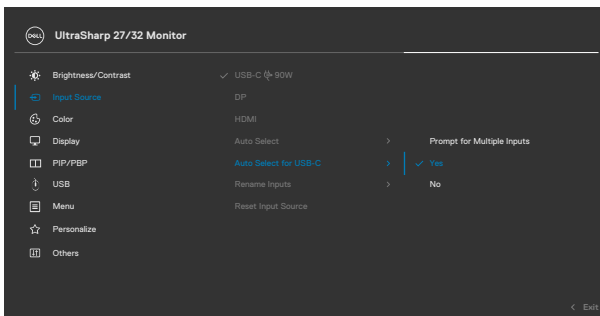 DELL UltraSharp 27/32 Monitor
Brightness/Contrast
Input Source
Color
Display
PIP/PBP
USB
Menu
Personalize
Others
USB-C 90W
DP
HDMI
Auto Select
Auto Select for USB-C
Rename Inputs
Reset Input Source
Prompt for Multiple Inputs
Yes
No
Exit